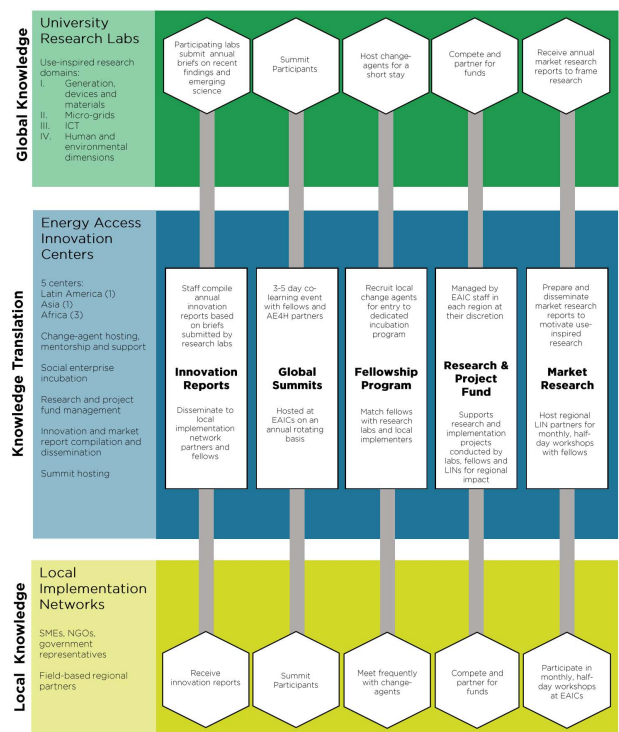 Global Knowledge
University
Research Labs
Use-inspired research
domains:
I. Generation,
devices and
materials
II. Micro-grids
III. ICT
IV. Human and
environmental
dimensions
Participating labs
submit annual
briefs on recent
findings and
emerging
science
Summit
Participants
Host change-
agents for a
short stay
Compete and
partner for
funds
Receive annual
market research
reports to frame
research
Knowledge Translation
Energy Access
Innovation
Centers
5 centers:
Latin America (1)
Asia (1)
Africa (3)
Change-agent hosting,
mentorship and support
Social enterprise
incubation
Research and project
fund management
Innovation and market
report compilation and
dissemination
Summit hosting
Staff compile
annual
innovation
reports based on
briefs
submitted by
research labs
Innovation
Reports
Disseminate to
local
implementation
network
partners and
fellows
3-5 day co-
learning event
with fellows and
AE4H partners
Global
Summits
Hosted at
EAICs on an
annual rotating
basis
Recruit local
change agents
for entry to
dedicated
incubation
program
Fellowship
Program
Match fellows
with research
labs and local
implementers
Managed by
EAIC staff in
each region at
their discretion
Research &
Project
Fund
Supports
research and
implementation
projects
conducted by
labs, fellows and
LINs for regional
impact
Prepare and
disseminate
market research
reports to
motivate use-
inspired
research
Market
Research
Host regional
LIN partners for
monthly, half-
day workshops
with fellows
Local Knowledge
Local
Implementation
Networks
SMEs, NGOs,
government
representatives
Field-based regional
partners
Receive
innovation reports
Summit
Participants
Meet frequently
with change-
agents
Compete and
partner for
funds
Participate in
monthly, half-
day workshops
at EAICs